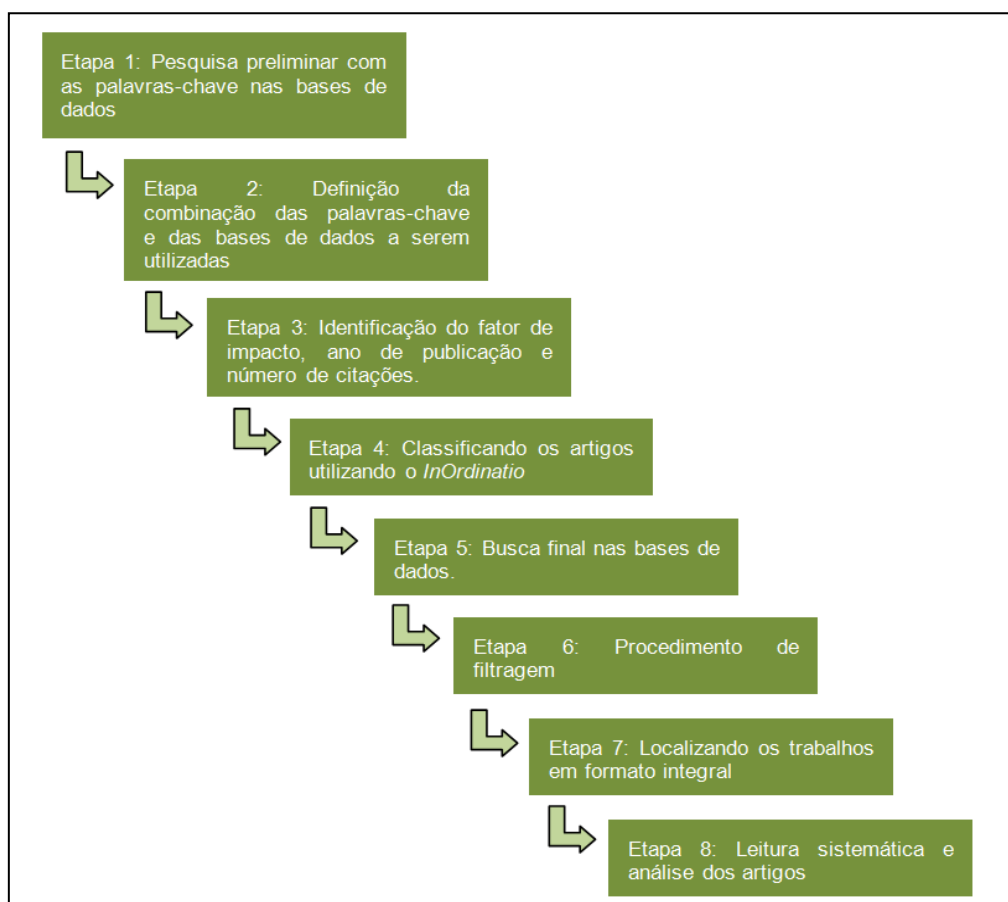 Etapa 1: Pesquisa preliminar com
as palavras-chave nas bases de
dados
Etapa 2: Definição da
combinação das palavras-chave
e das bases de dados a serem
utilizadas
Etapa 3: Identificação do fator de
impacto, ano de publicação e
número de citações.
Etapa 4: Classificando os artigos
utilizando o InOrdinatio
Etapa 5: Busca final nas bases de
dados.
Etapa 6: Procedimento de
filtragem
Etapa 7: Localizando os trabalhos
em formato integral
Etapa 8: Leitura sistemática e
análise dos artigos